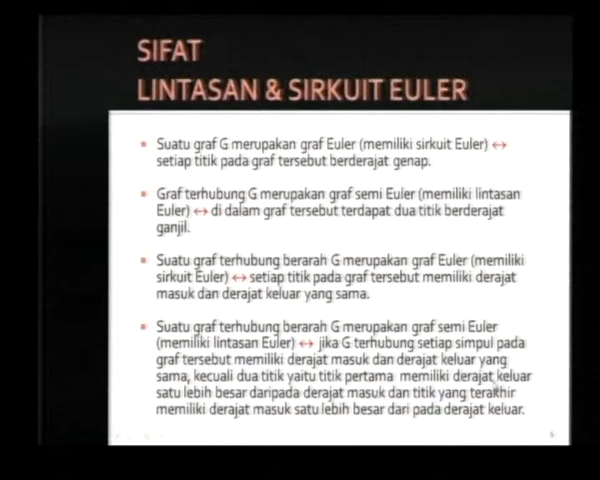 SIFAT
LINTASAN & SIRKUIT EULER
Suatu graf G merupakan graf Euler (memiliki sirkuit Euler) ↔
setiap titik pada graf tersebut berderajat genap.
Graf terhubung G merupakan graf semi Euler (memiliki lintasan
Euler) ↔ di dalam graf tersebut terdapat dua titik berderajat
ganjil.
Suatu graf terhubung berarah G merupakan graf Euler (memiliki
sirkuit Euler) ↔ setiap titik pada graf tersebut memiliki derajat
masuk dan derajat keluar yang sama.
Suatu graf terhubung berarah G merupakan graf semi Euler
(memiliki lintasan Euler) ↔ jika G terhubung setiap simpul pada
graf tersebut memiliki derajat masuk dan derajat keluar yang
sama, kecuali dua titik yaitu titik pertama memiliki derajat keluar
satu lebih besar daripada derajat masuk dan titik yang terakhir
memiliki derajat masuk satu lebih besar dari pada derajat keluar.
6